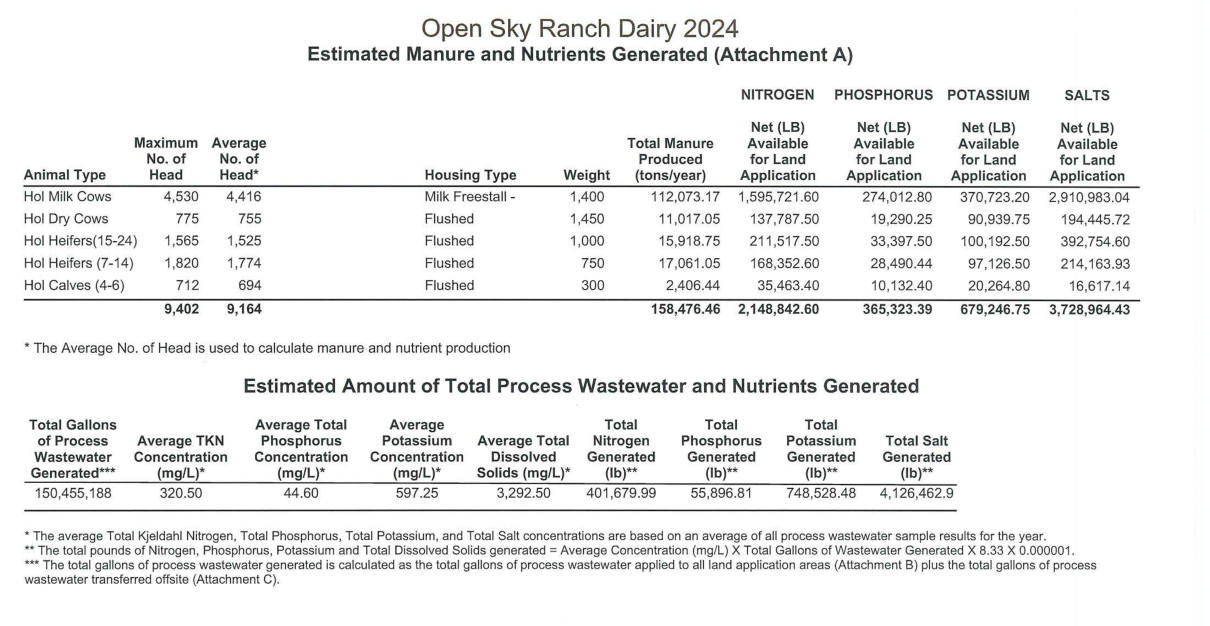 Open Sky Ranch Dairy 2024
Estimated Manure and Nutrients Generated (Attachment A)
NITROGEN PHOSPHORUS POTASSIUM SALTS
Animal Type Maximum No. of Head Average No. of Head* Housing Type Weight Total Manure Produced (tons/year) Net (LB) Available for Land Application Net (LB) Available for Land Application Net (LB) Available for Land Application Net (LB) Available for Land Application
Hol Milk Cows 4,530 4,416 Milk Freestall - 1,400 112,073.17 1,595,721.60 274,012.80 370,723.20 2,910,983.04
Hol Dry Cows 775 755 Flushed 1,450 11,017.05 137,787.50 19,290.25 90,939.75 194,445.72
Hol Heifers(15-24) 1,565 1,525 Flushed 1,000 15,918.75 211,517.50 33,397.50 100,192.50 392,754.60
Hol Heifers (7-14) 1,820 1,774 Flushed 750 17,061.05 168,352.60 28,490.44 97,126.50 214,163.93
Hol Calves (4-6) 712 694 Flushed 300 2,406.44 35,463.40 10,132.40 20,264.80 16,617.14
9,402 9,164 158,476.46 2,148,842.60 365,323.39 679,246.75 3,728,964.43
* The Average No. of Head is used to calculate manure and nutrient production
Estimated Amount of Total Process Wastewater and Nutrients Generated
Total Gallons of Process Wastewater Generated*** Average TKN Concentration (mg/L)* Average Total Phosphorus Concentration (mg/L)* Average Potassium Concentration (mg/L)* Average Total Dissolved Solids (mg/L)* Total Nitrogen Generated (lb)** Total Phosphorus Generated (lb)** Total Potassium Generated (lb)** Total Salt Generated (lb)**
150,455,188 320.50 44.60 597.25 3,292.50 401,679.99 55,896.81 748,528.48 4,126,462.9
* The average Total Kjeldahl Nitrogen, Total Phosphorus, Total Potassium, and Total Salt concentrations are based on an average of all process wastewater sample results for the year.
** The total pounds of Nitrogen, Phosphorus, Potassium and Total Dissolved Solids generated = Average Concentration (mg/L) X Total Gallons of Wastewater Generated X 8.33 X 0.000001.
*** The total gallons of process wastewater generated is calculated as the total gallons of process wastewater applied to all land application areas (Attachment B) plus the total gallons of process
wastewater transferred offsite (Attachment C).